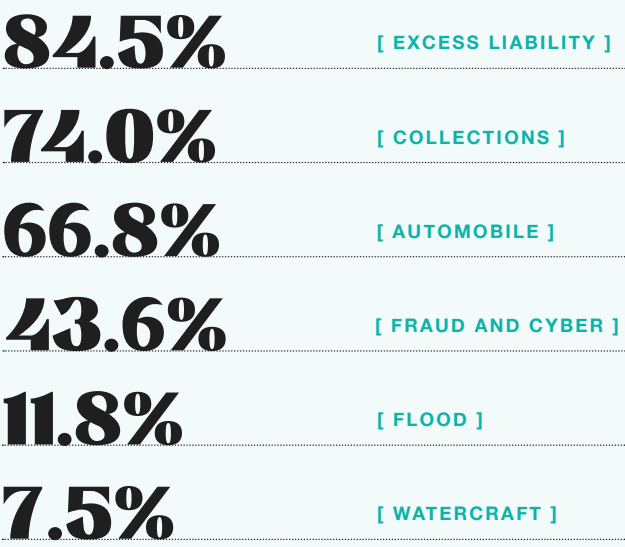 84.5% [ EXCESS LIABILITY ]
74.0% [ COLLECTIONS ]
66.8% [ AUTOMOBILE ]
43.6% [ FRAUD AND CYBER ]
11.8% [ FLOOD ]
7.5% [ WATERCRAFT ]